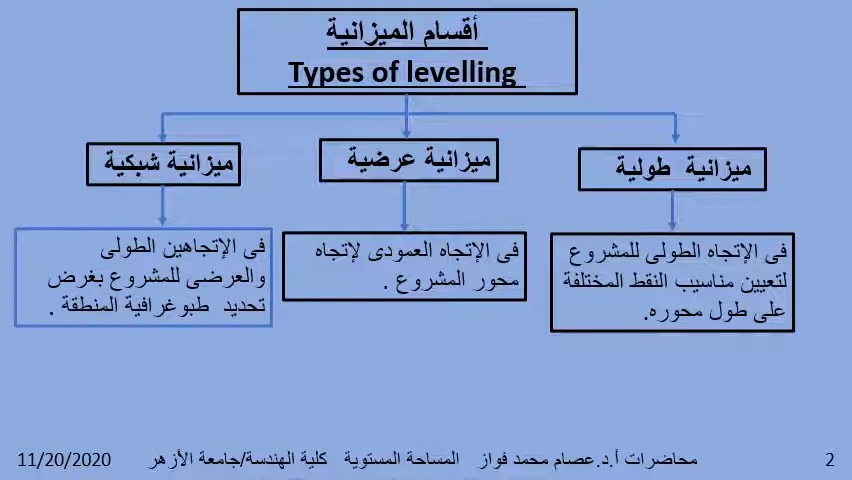 أقسام الميزانية
Types of levelling
ميزانية طولية
ميزانية عرضية
ميزانية شبكية
فى الإتجاه الطولى للمشروع
لتعيين مناسيب النقط المختلفة
على طول محوره.
فى الإتجاه العمودى لإتجاه
محور المشروع .
فى الإتجاهين الطولى
والعرضى للمشروع بغرض
تحديد طبوغرافية المنطقة .
2
محاضرات أ.د.عصام محمد فواز المساحة المستوية كلية الهندسة/جامعة الأزهر
11/20/2020